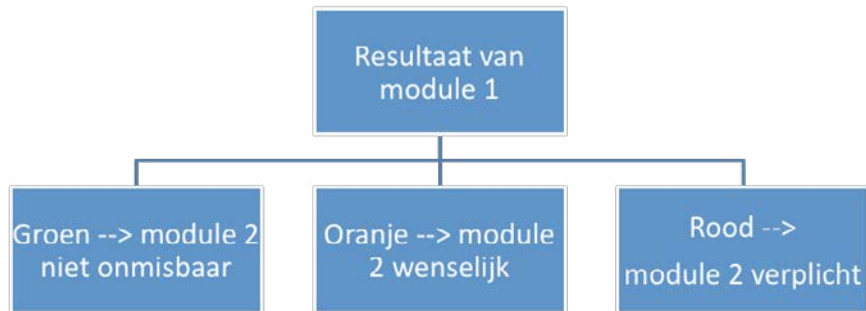 Resultaat van
module 1
Groen --> module 2
niet onmisbaar
Oranje --> module
2 wenselijk
Rood -->
module 2 verplicht